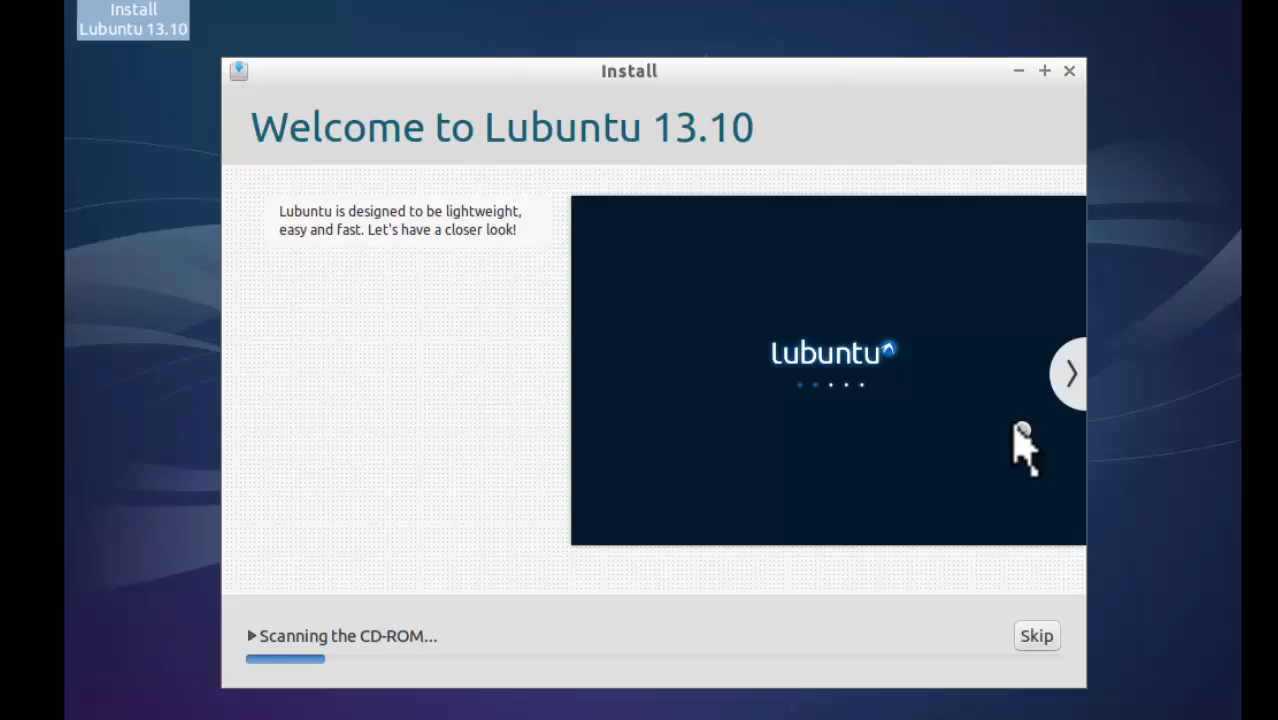 Install
Lubuntu 13.10
Install
Welcome to Lubuntu 13.10
Lubuntu is designed to be lightweight,
easy and fast. Let's have a closer look!
lubuntu
Scanning the CD-ROM...
Skip